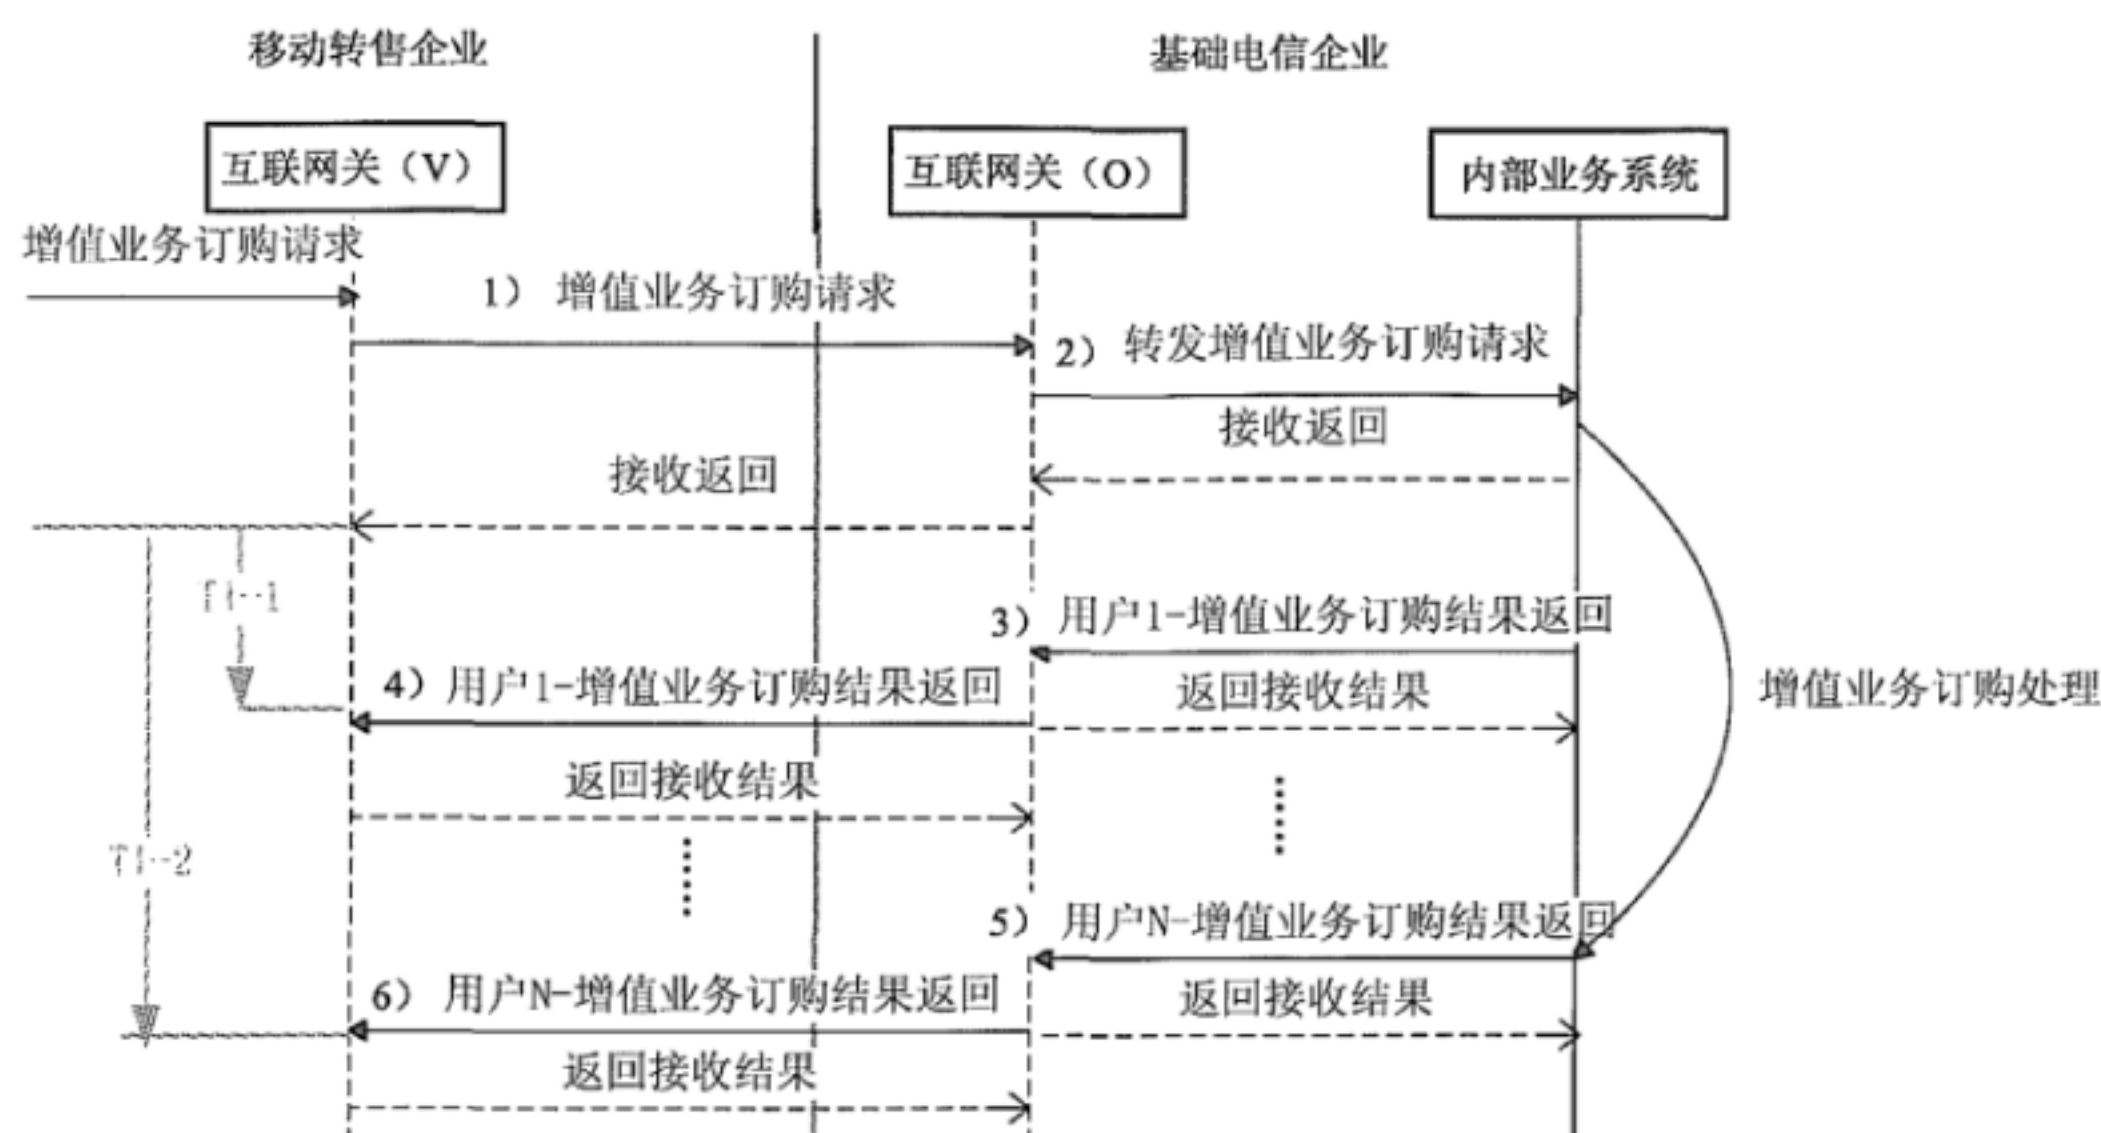 移动转售企业
基础电信企业
互联网关（V）
互联网关（O）
内部业务系统
增值业务订购请求
1） 增值业务订购请求
2） 转发增值业务订购请求
接收返回
接收返回
3） 用户1-增值业务订购结果返回
4）用户1-增值业务订购结果返回
返回接收结果
增值业务订购处理
返回接收结果
5） 用户N-增值业务订购结果返回
6） 用户N-增值业务订购结果返回
返回接收结果
返回接收结果